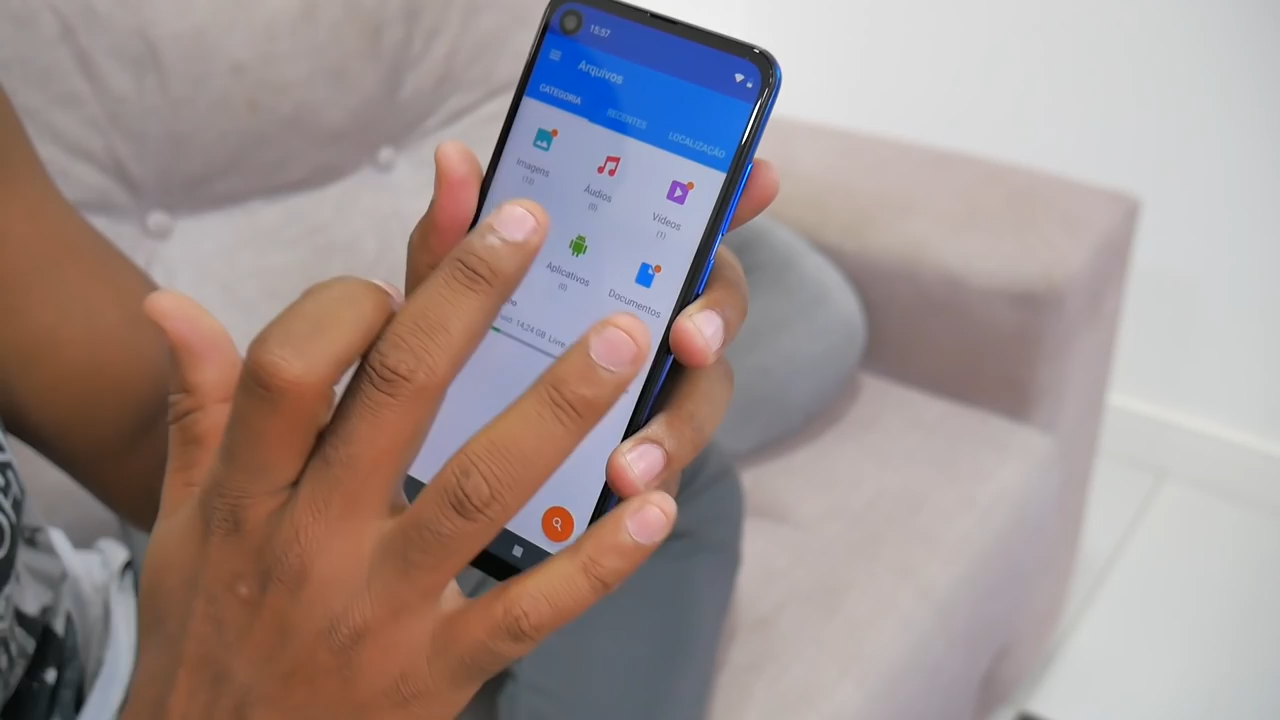 15:57
Arquivos
CATEGORIA RECENTES LOCALIZAÇÃO
Imagens Áudios Vídeos
(0) (1)
Aplicativos Documentos
(0)
14,24 GB Livre